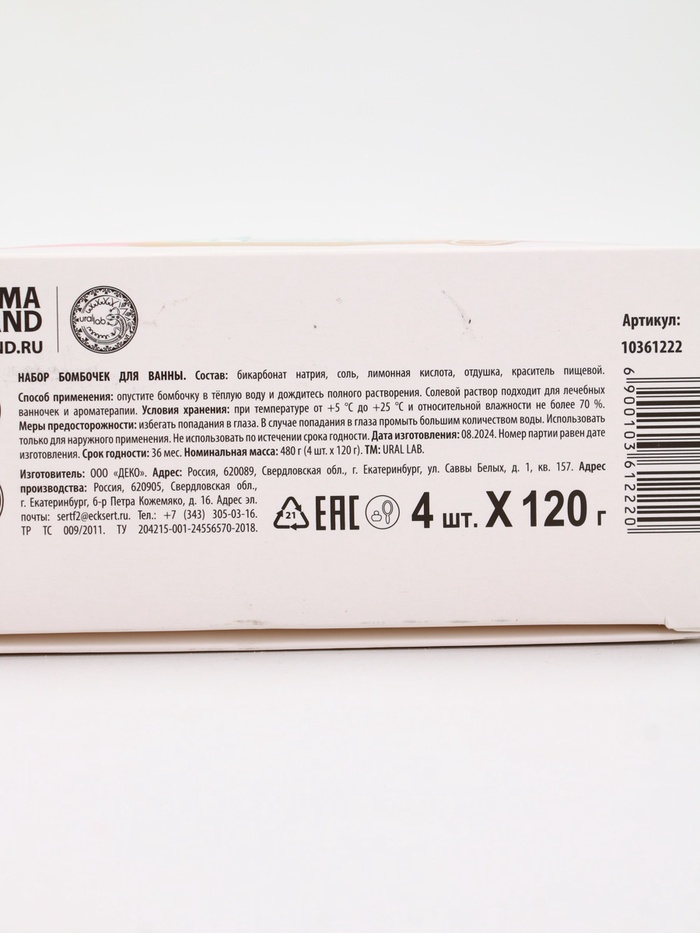 MA
AND
ND.RU
ural lab
Артикул:
10361222
НАБОР БОМБОЧЕК ДЛЯ ВАННЫ. Состав: бикарбонат натрия, соль, лимонная кислота, отдушка, краситель пищевой.
Способ применения: опустите бомбочку в тёплую воду и дождитесь полного растворения. Солевой раствор подходит для лечебных
ванночек и ароматерапии. Условия хранения: при температуре от +5 °С до +25 °С и относительной влажности не более 70 %.
Меры предосторожности: избегать попадания в глаза. В случае попадания в глаза промыть большим количеством воды. Использовать
только для наружного применения. Не использовать по истечении срока годности. Дата изготовления: 08.2024. Номер партии равен дате
изготовления. Срок годности: 36 мес. Номинальная масса: 480 г (4 шт. х 120 г). ТМ: URAL LAB.
Изготовитель: ООО «ДЕКО». Адрес: Россия, 620089, Свердловская обл., г. Екатеринбург, ул. Саввы Белых, д. 1, кв. 157. Адрес
производства: Россия, 620905, Свердловская обл.,
г. Екатеринбург, б-р Петра Кожемяко, д. 16. Адрес эл.
почты: sertf2@ecksert.ru. Тел.: +7 (343) 305-03-16.
ТР ТС 009/2011. ТУ 204215-001-24556570-2018.
21
EAC
4 шт. X 120 г
6 900103 612220